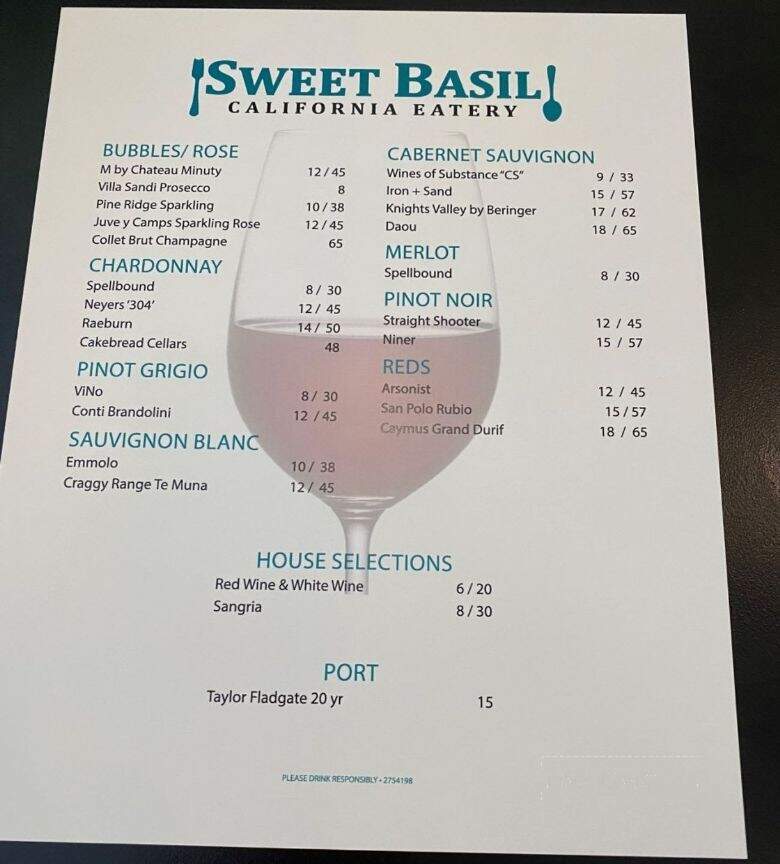 SWEET BASIL
CALIFORNIA EATERY
BUBBLES/ ROSE
M by Chateau Minuty 12/45
Villa Sandi Prosecco 8
Pine Ridge Sparkling 10/38
Juve y Camps Sparkling Rose 12/45
Collet Brut Champagne 65
CHARDONNAY
Spellbound 8/ 30
Neyers '304' 12/ 45
Raeburn 14/ 50
Cakebread Cellars 48
PINOT GRIGIO
ViNo 8/ 30
Conti Brandolini 12 /45
SAUVIGNON BLANC
Emmolo 10/ 38
Craggy Range Te Muna 12/ 45
CABERNET SAUVIGNON
Wines of Substance "CS" 9 / 33
Iron + Sand 15 / 57
Knights Valley by Beringer 17 / 62
Daou 18 / 65
MERLOT
Spellbound 8 / 30
PINOT NOIR
Straight Shooter 12 / 45
Niner 15 / 57
REDS
Arsonist 12 / 45
San Polo Rubio 15/57
Caymus Grand Durif 18 / 65
HOUSE SELECTIONS
Red Wine & White Wine 6/20
Sangria 8/30
PORT
Taylor Fladgate 20 yr 15
PLEASE DRINK RESPONSIBLY • 2754198